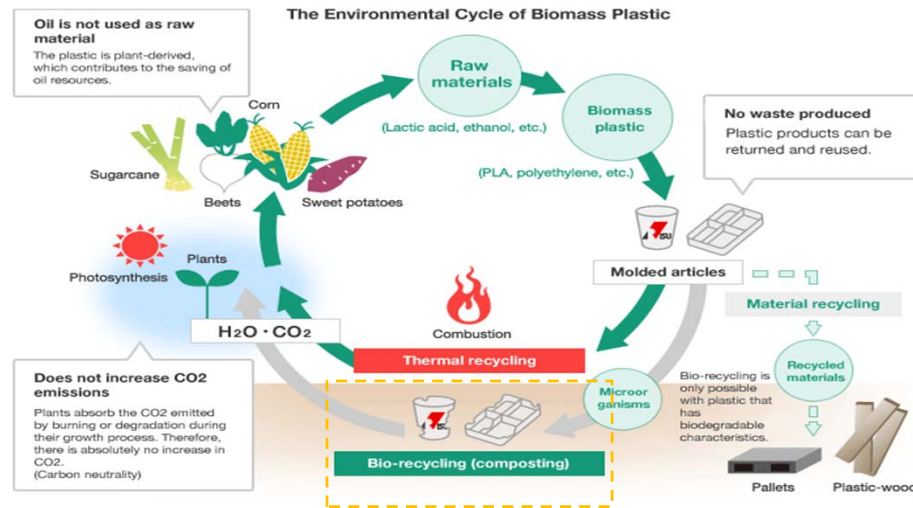 The Environmental Cycle of Biomass Plastic
Oil is not used as raw
material
The plastic is plant-derived,
which contributes to the saving of
oil resources.
Corn
Sugarcane
Beets
Sweet potatoes
Raw
materials
(Lactic acid, ethanol, etc.)
Biomass
plastic
(PLA, polyethylene, etc.)
No waste produced
Plastic products can be
returned and reused.
Molded articles
Photosynthesis
Plants
H2O・CO2
Combustion
Thermal recycling
Material recycling
Recycled
materials
Does not increase CO2
emissions
Plants absorb the CO2 emitted
by burning or degradation during
their growth process. Therefore,
there is absolutely no increase in
CO2.
(Carbon neutrality)
Microor
ganisms
Bio-recycling is
only possible
with plastic that
has
biodegradable
characteristics.
Bio-recycling (composting)
Pallets
Plastic-wood